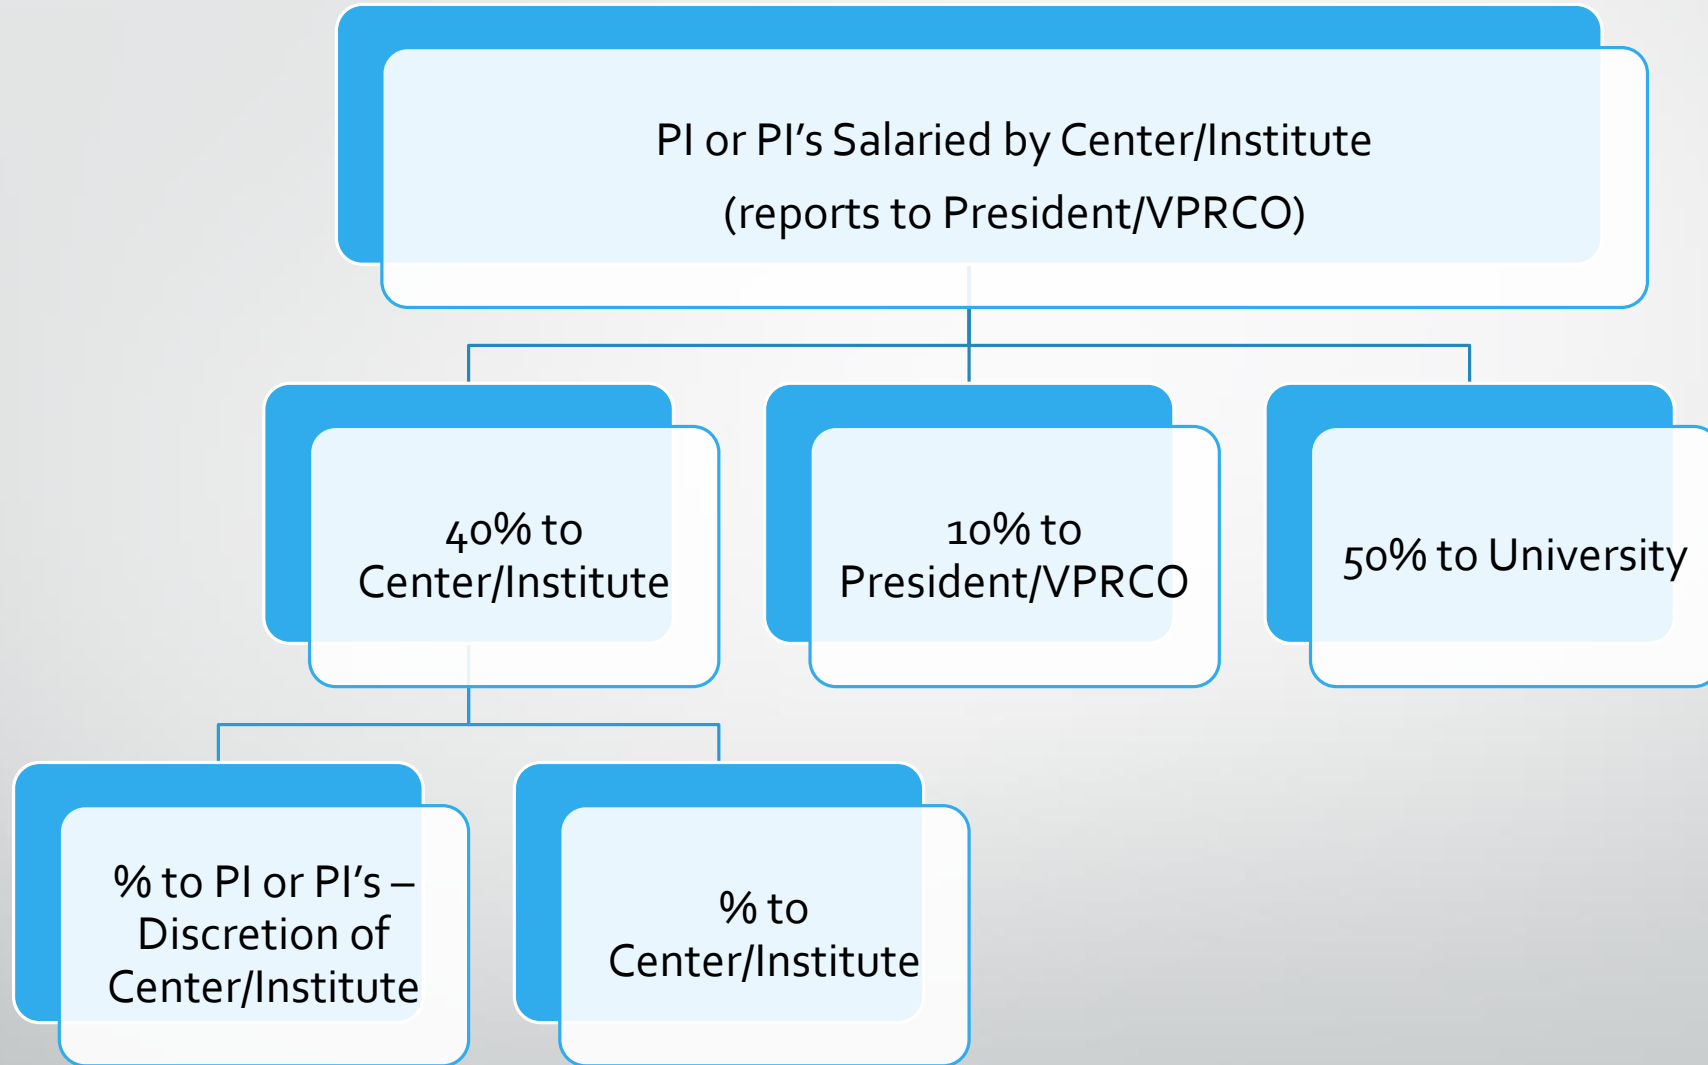 PI or PI’s Salaried by Center/Institute
(reports to President/VPRCO)
40% to
Center/Institute
10% to
President/VPRCO
50% to University
% to PI or PI’s –
Discretion of
Center/Institute
% to
Center/Institute